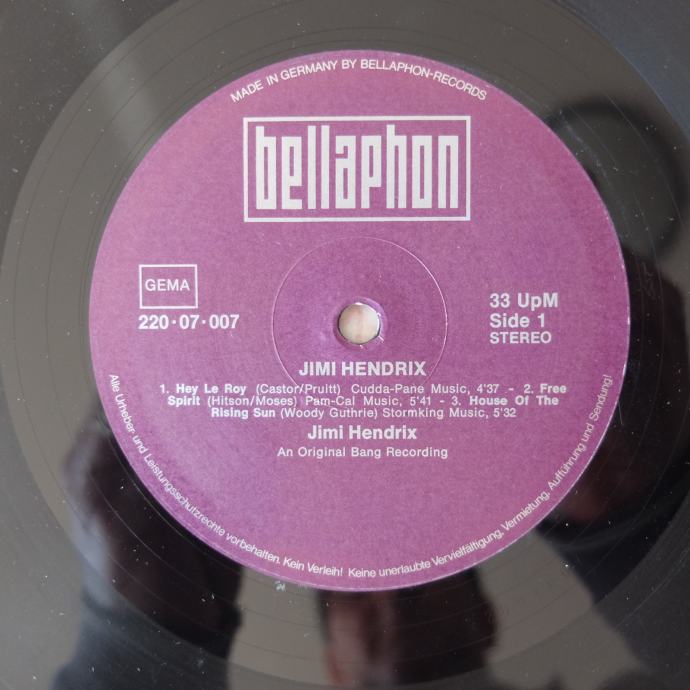 MADE IN GERMANY BY BELLAPHON-RECORDS
bellaphon
GEMA
220·07·007
33 UpM
Side 1
STEREO
JIMI HENDRIX
1. Hey Le Roy (Castor/Pruitt) Cudda-Pane Music, 4'37 - 2. Free
Spirit (Hitson/Moses) Pam-Cal Music, 5'41 - 3. House Of The
Rising Sun (Woody Guthrie) Stormking Music, 5'32
Jimi Hendrix
An Original Bang Recording
Alle Urheber und Leistungsschutzrechte vorbehalten. Kein Verleih! Keine unerlaubte Vervielfältigung, Vermietung, Aufführung und Sendung!